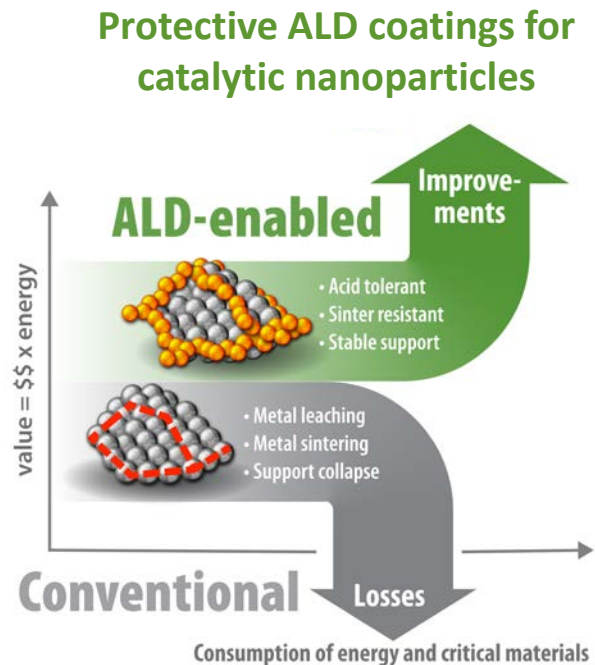 Protective ALD coatings for
catalytic nanoparticles
Improve-
ments
ALD-enabled
• Acid tolerant
• Sinter resistant
• Stable support
value = $$ x energy
• Metal leaching
• Metal sintering
• Support collapse
Conventional
Losses
Consumption of energy and critical materials